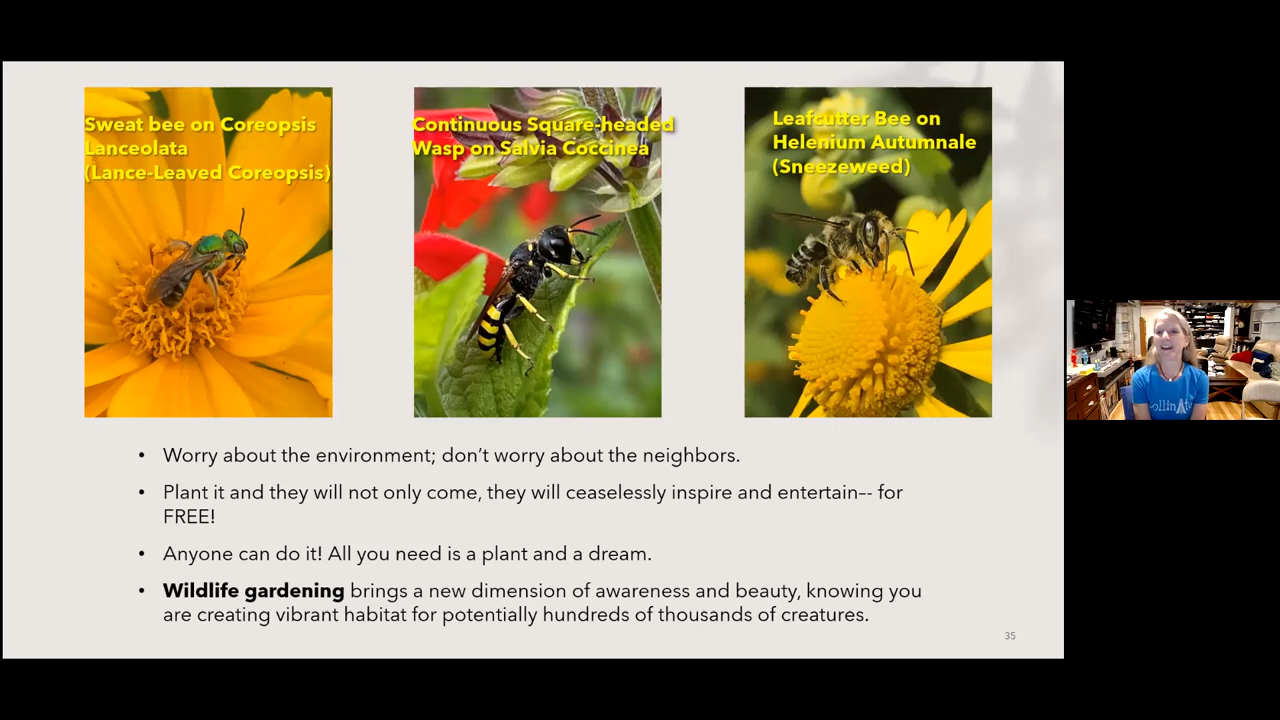 Sweat bee on Coreopsis
Lanceolata
(Lance-Leaved Coreopsis)
Continuous Square-headed
Wasp on Salvia Coccinea
Leafcutter Bee on
Helenium Autumnale
(Sneezeweed)
• Worry about the environment; don’t worry about the neighbors.
• Plant it and they will not only come, they will ceaselessly inspire and entertain-- for
FREE!
• Anyone can do it! All you need is a plant and a dream.
• Wildlife gardening brings a new dimension of awareness and beauty, knowing you
are creating vibrant habitat for potentially hundreds of thousands of creatures.
35